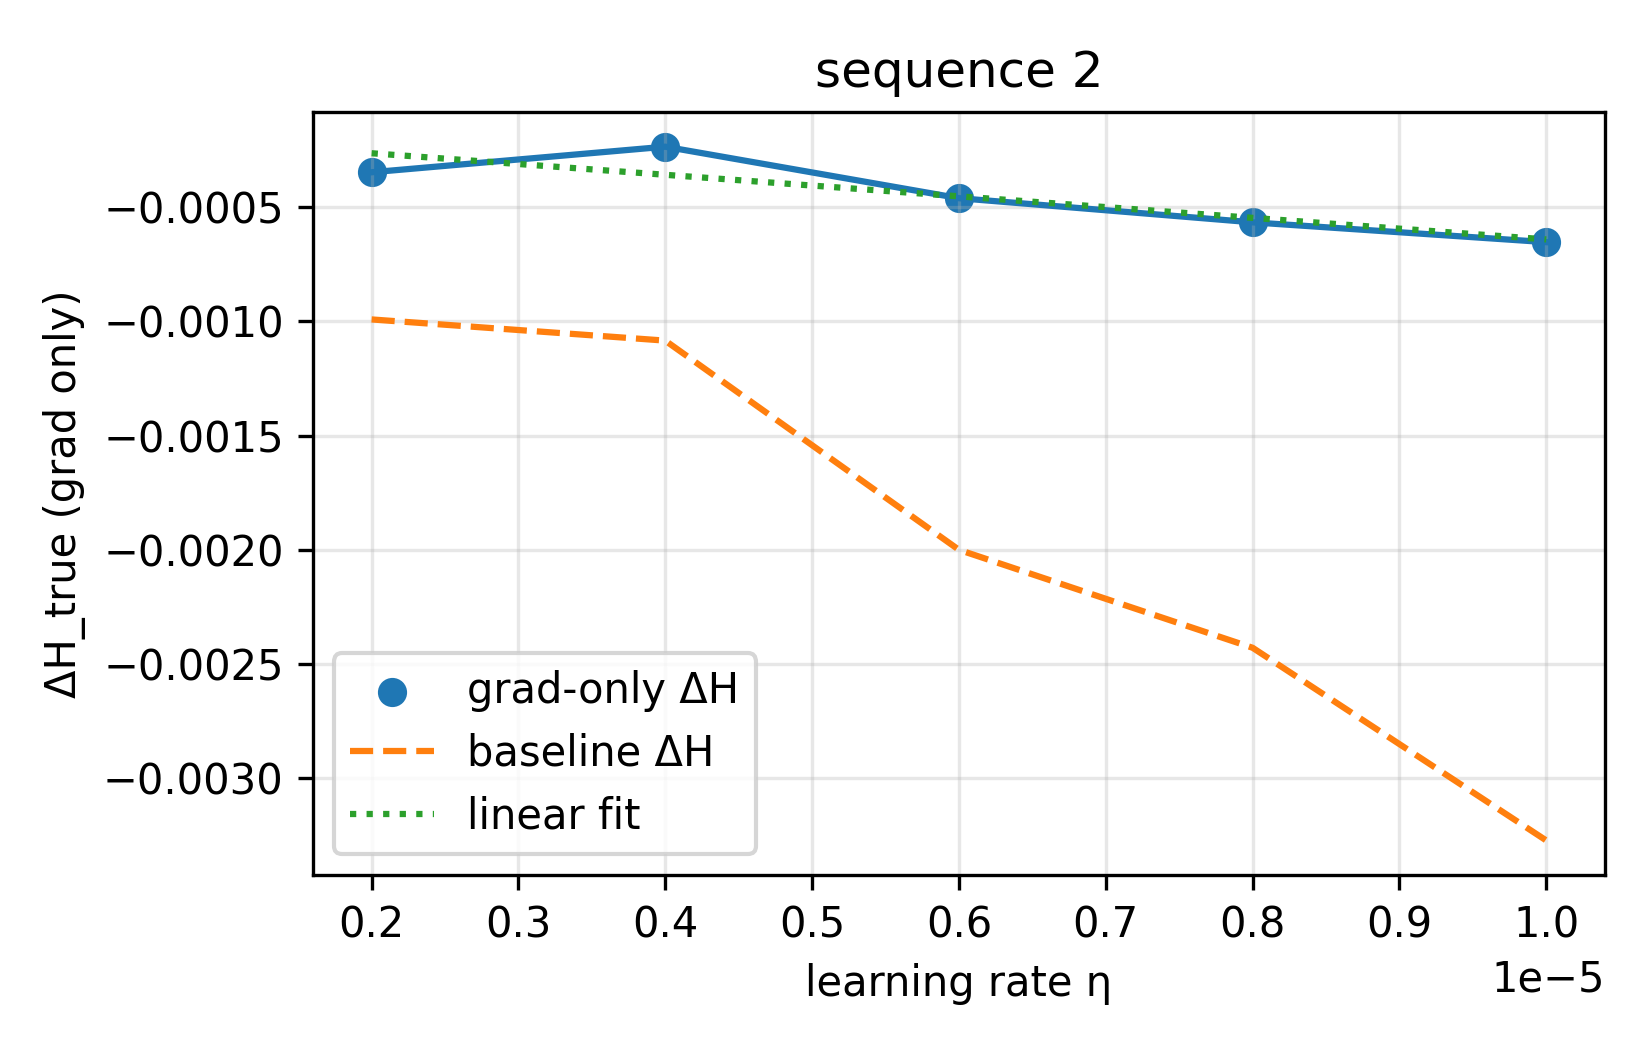 sequence 2
ΔH_true (grad only)
−0.0005
−0.0010
−0.0015
−0.0020
−0.0025
−0.0030
grad-only ΔH
baseline ΔH
linear fit
0.2 0.3 0.4 0.5 0.6 0.7 0.8 0.9 1.0
1e−5
learning rate η